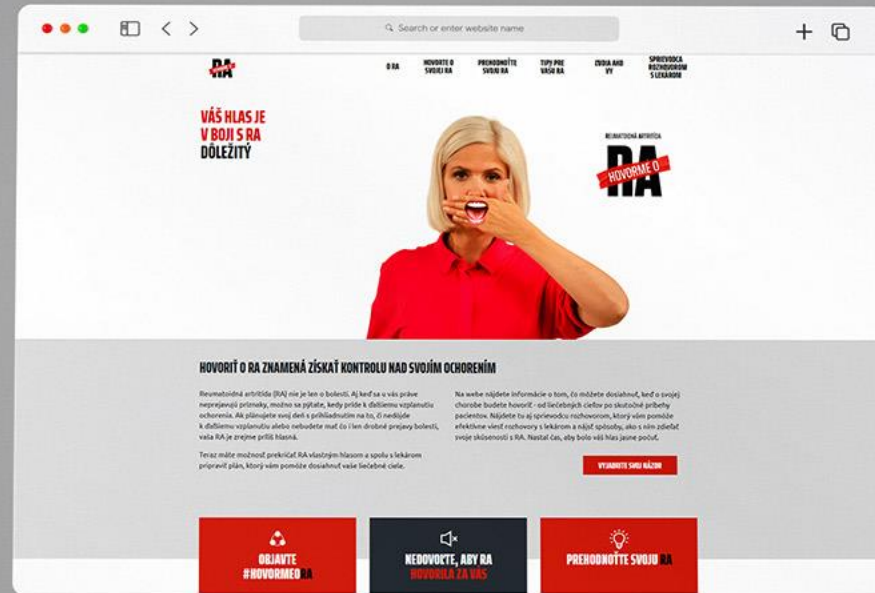 Search or enter website name
HOVORME O
RA
O RA
HOVORTE O
SVOJEJ RA
PREHODNOŤTE
SVOJU RA
TIPY PRE
VAŠU RA
ZVOJA AKO
VY
SPRIEVODCA
ROZHOVOROM
S LEKÁROM
VÁŠ HLAS JE
V BOJI S RA
DÔLEŽITÝ
REUMATOIDNÁ ARTRITÍDA
RA
HOVORME O
HOVORIŤ O RA ZNAMENÁ ZÍSKAŤ KONTROLU NAD SVOJÍM OCHORENÍM
Reumatoidná artritída (RA) nie je len o bolesti. Aj keď sa u vás práve
neprejavujú príznaky, možno sa pýtate, kedy príde k ďalšiemu vzplanutiu
ochorenia. Ak plánujete svoj deň s prihliadnutím na to, či nedôjde
k ďalšiemu vzplanutiu alebo nebudete mať čo i len drobné prejavy bolesti,
vaša RA je zrejme príliš hlasná.
Teraz máte možnosť prekričať RA vlastným hlasom a spolu s lekárom
pripraviť plán, ktorý vám pomôže dosiahnuť vaše liečebné ciele.
Na webe nájdete informácie o tom, čo môžete dosiahnuť, keď o svojej
chorobe budete hovoriť - od liečebných cieľov po skutočné príbehy
pacientov. Nájdete tu aj sprievodcu rozhovorom, ktorý vám pomôže
efektívne viesť rozhovory s lekárom a nájsť spôsoby, ako s ním zdieľať
svoje skúsenosti s RA. Nastal čas, aby bolo váš hlas jasne počuť.
VYJADRITE SVOJ NÁZOR
OBJAVTE
#HOVORMEORA
NEDOVOĽTE, ABY RA
HOVORILA ZA VÁS
PREHODNOŤTE SVOJU RA